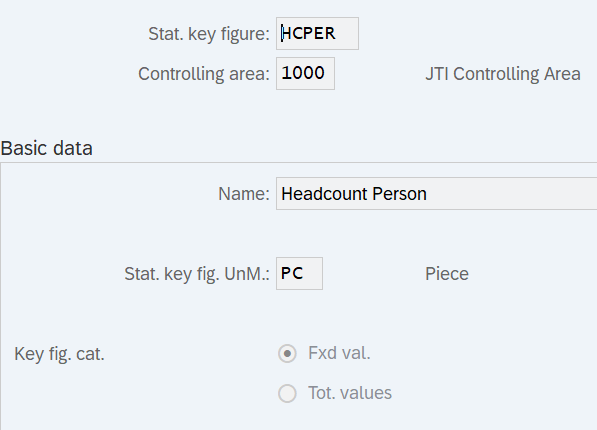 Stat. key figure: HCPER
Controlling area: 1000 JTI Controlling Area
Basic data
Name: Headcount Person
Stat. key fig. UnM.: PC Piece
Key fig. cat. Fxd val.
Tot. values